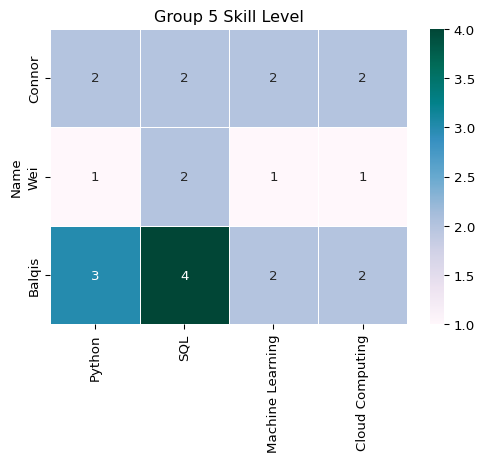 Group 5 Skill Level
Name
Connor
2 2 2 2
Wei
1 2 1 1
Balqis
3 4 2 2
Python
SQL
Machine Learning
Cloud Computing
4.0
3.5
3.0
2.5
2.0
1.5
1.0